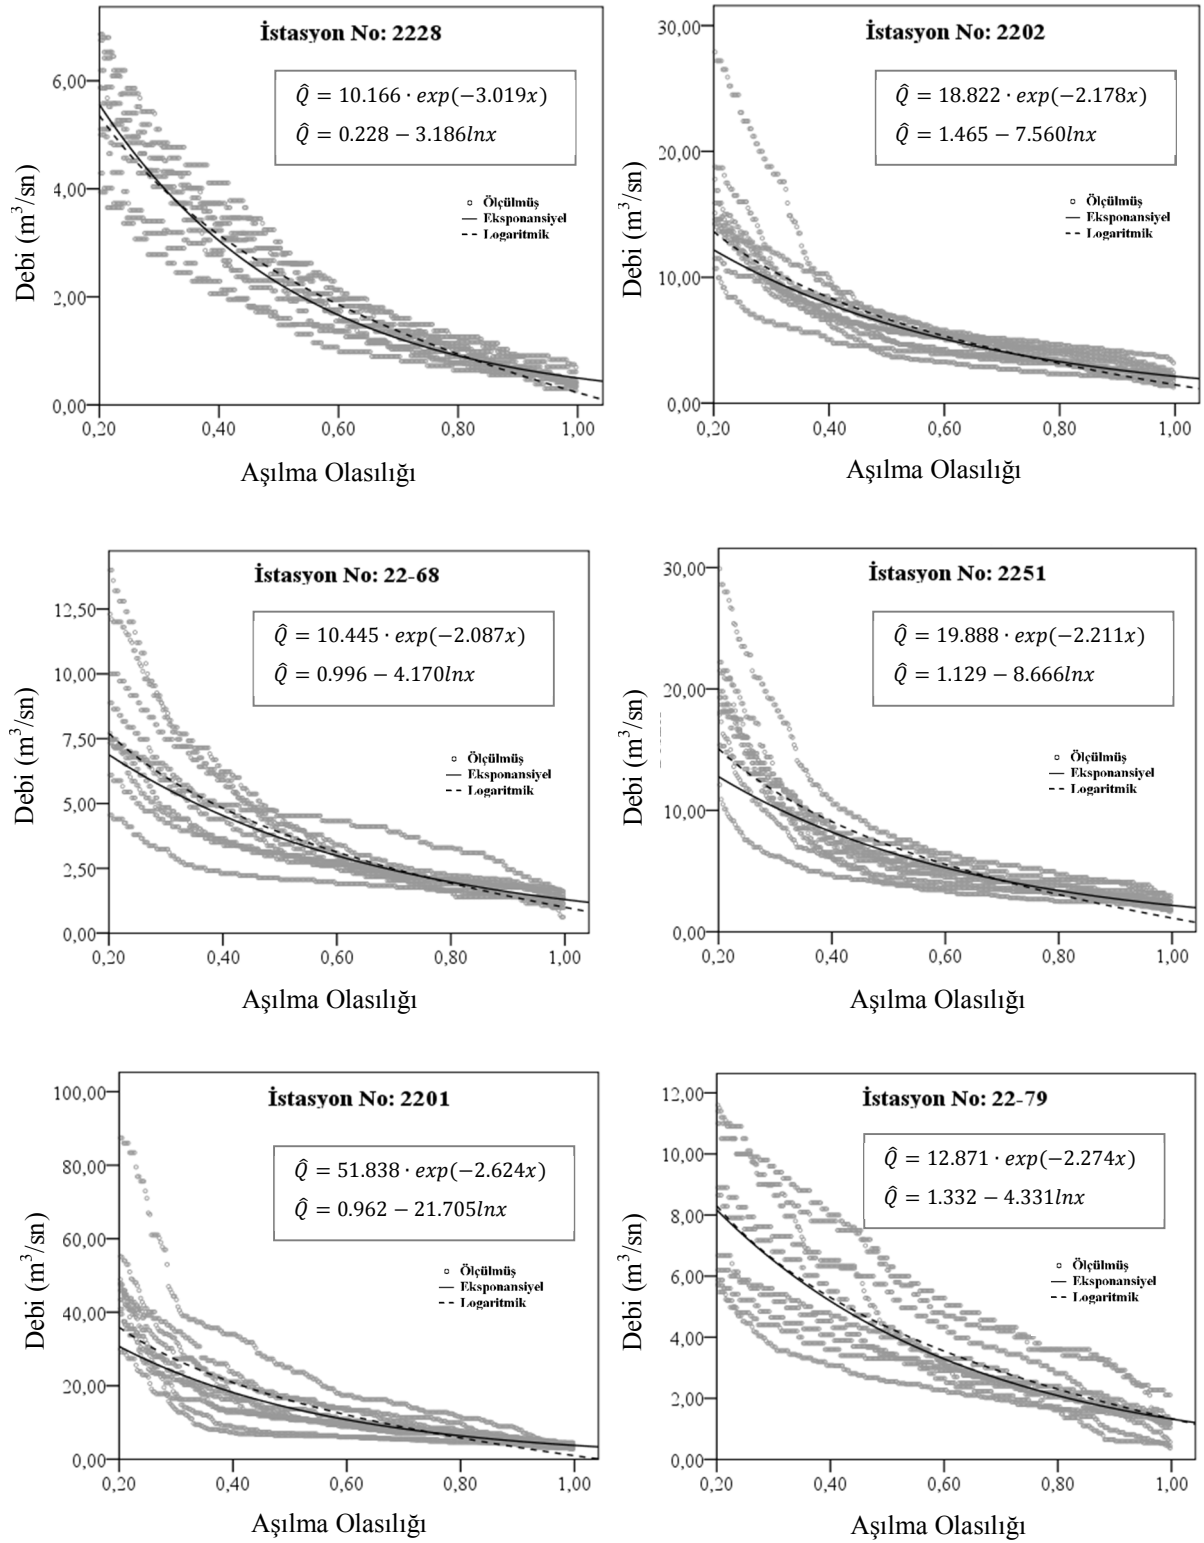 İstasyon No: 2228
Q̂ = 10.166 · exp(−3.019x)
Q̂ = 0.228 − 3.186lnx
Ölçülmüş
Eksponansiyel
Logaritmik
Debi (m³/sn)
6,00
4,00
2,00
0,00
0,20 0,40 0,60 0,80 1,00
Aşılma Olasılığı
İstasyon No: 2202
Q̂ = 18.822 · exp(−2.178x)
Q̂ = 1.465 − 7.560lnx
Ölçülmüş
Eksponansiyel
Logaritmik
Debi (m³/sn)
30,00
20,00
10,00
0,00
0,20 0,40 0,60 0,80 1,00
Aşılma Olasılığı
İstasyon No: 22-68
Q̂ = 10.445 · exp(−2.087x)
Q̂ = 0.996 − 4.170lnx
Ölçülmüş
Eksponansiyel
Logaritmik
Debi (m³/sn)
12,50
10,00
7,50
5,00
2,50
0,00
0,20 0,40 0,60 0,80 1,00
Aşılma Olasılığı
İstasyon No: 2251
Q̂ = 19.888 · exp(−2.211x)
Q̂ = 1.129 − 8.666lnx
Ölçülmüş
Eksponansiyel
Logaritmik
Debi (m³/sn)
30,00
20,00
10,00
0,00
0,20 0,40 0,60 0,80 1,00
Aşılma Olasılığı
İstasyon No: 2201
Q̂ = 51.838 · exp(−2.624x)
Q̂ = 0.962 − 21.705lnx
Ölçülmüş
Eksponansiyel
Logaritmik
Debi (m³/sn)
100,00
80,00
60,00
40,00
20,00
0,00
0,20 0,40 0,60 0,80 1,00
Aşılma Olasılığı
İstasyon No: 22-79
Q̂ = 12.871 · exp(−2.274x)
Q̂ = 1.332 − 4.331lnx
Ölçülmüş
Eksponansiyel
Logaritmik
Debi (m³/sn)
12,00
10,00
8,00
6,00
4,00
2,00
0,00
0,20 0,40 0,60 0,80 1,00
Aşılma Olasılığı